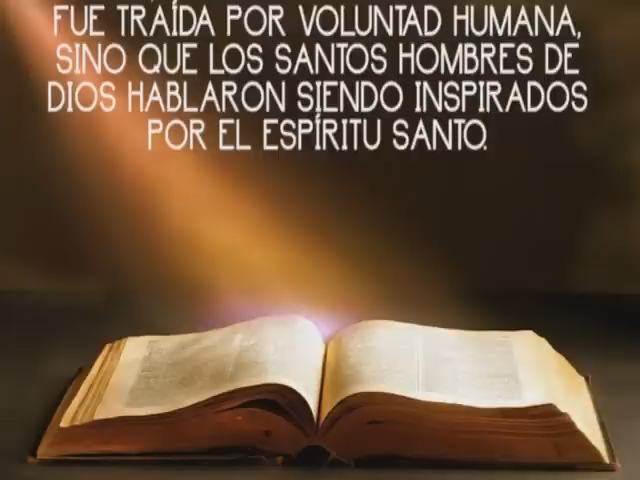 FUE TRAÍDA POR VOLUNTAD HUMANA,
SINO QUE LOS SANTOS HOMBRES DE
DIOS HABLARON SIENDO INSPIRADOS
POR EL ESPÍRITU SANTO.